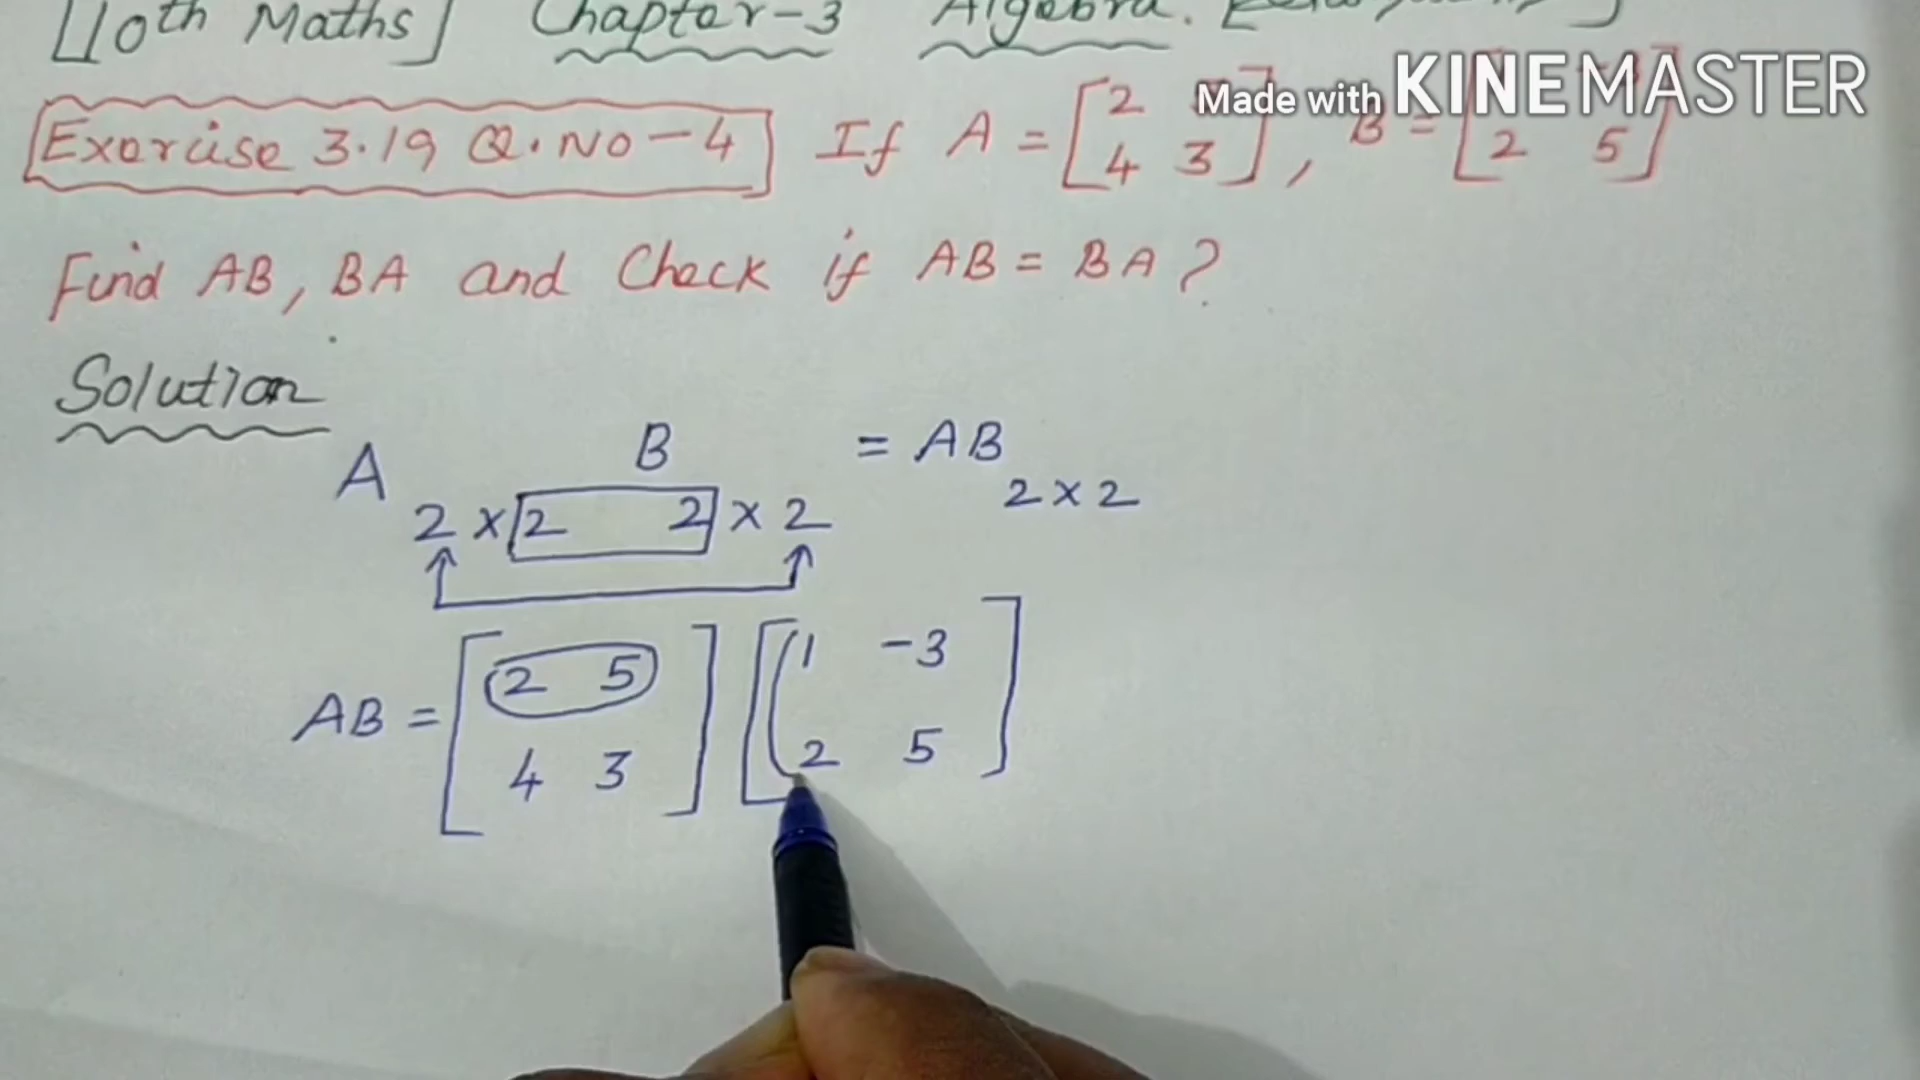 [10th Maths] Chapter-3 Algebra.
Made with KINEMASTER
Exercise 3.19 Q.No-4 If A = [2
4 3], B = [
2 5]
Find AB, BA and Check if AB = BA ?
Solution
A B = AB
2 × 2 2 × 2 2 × 2
AB = [2 5 ] [1 -3 ]
4 3 2 5